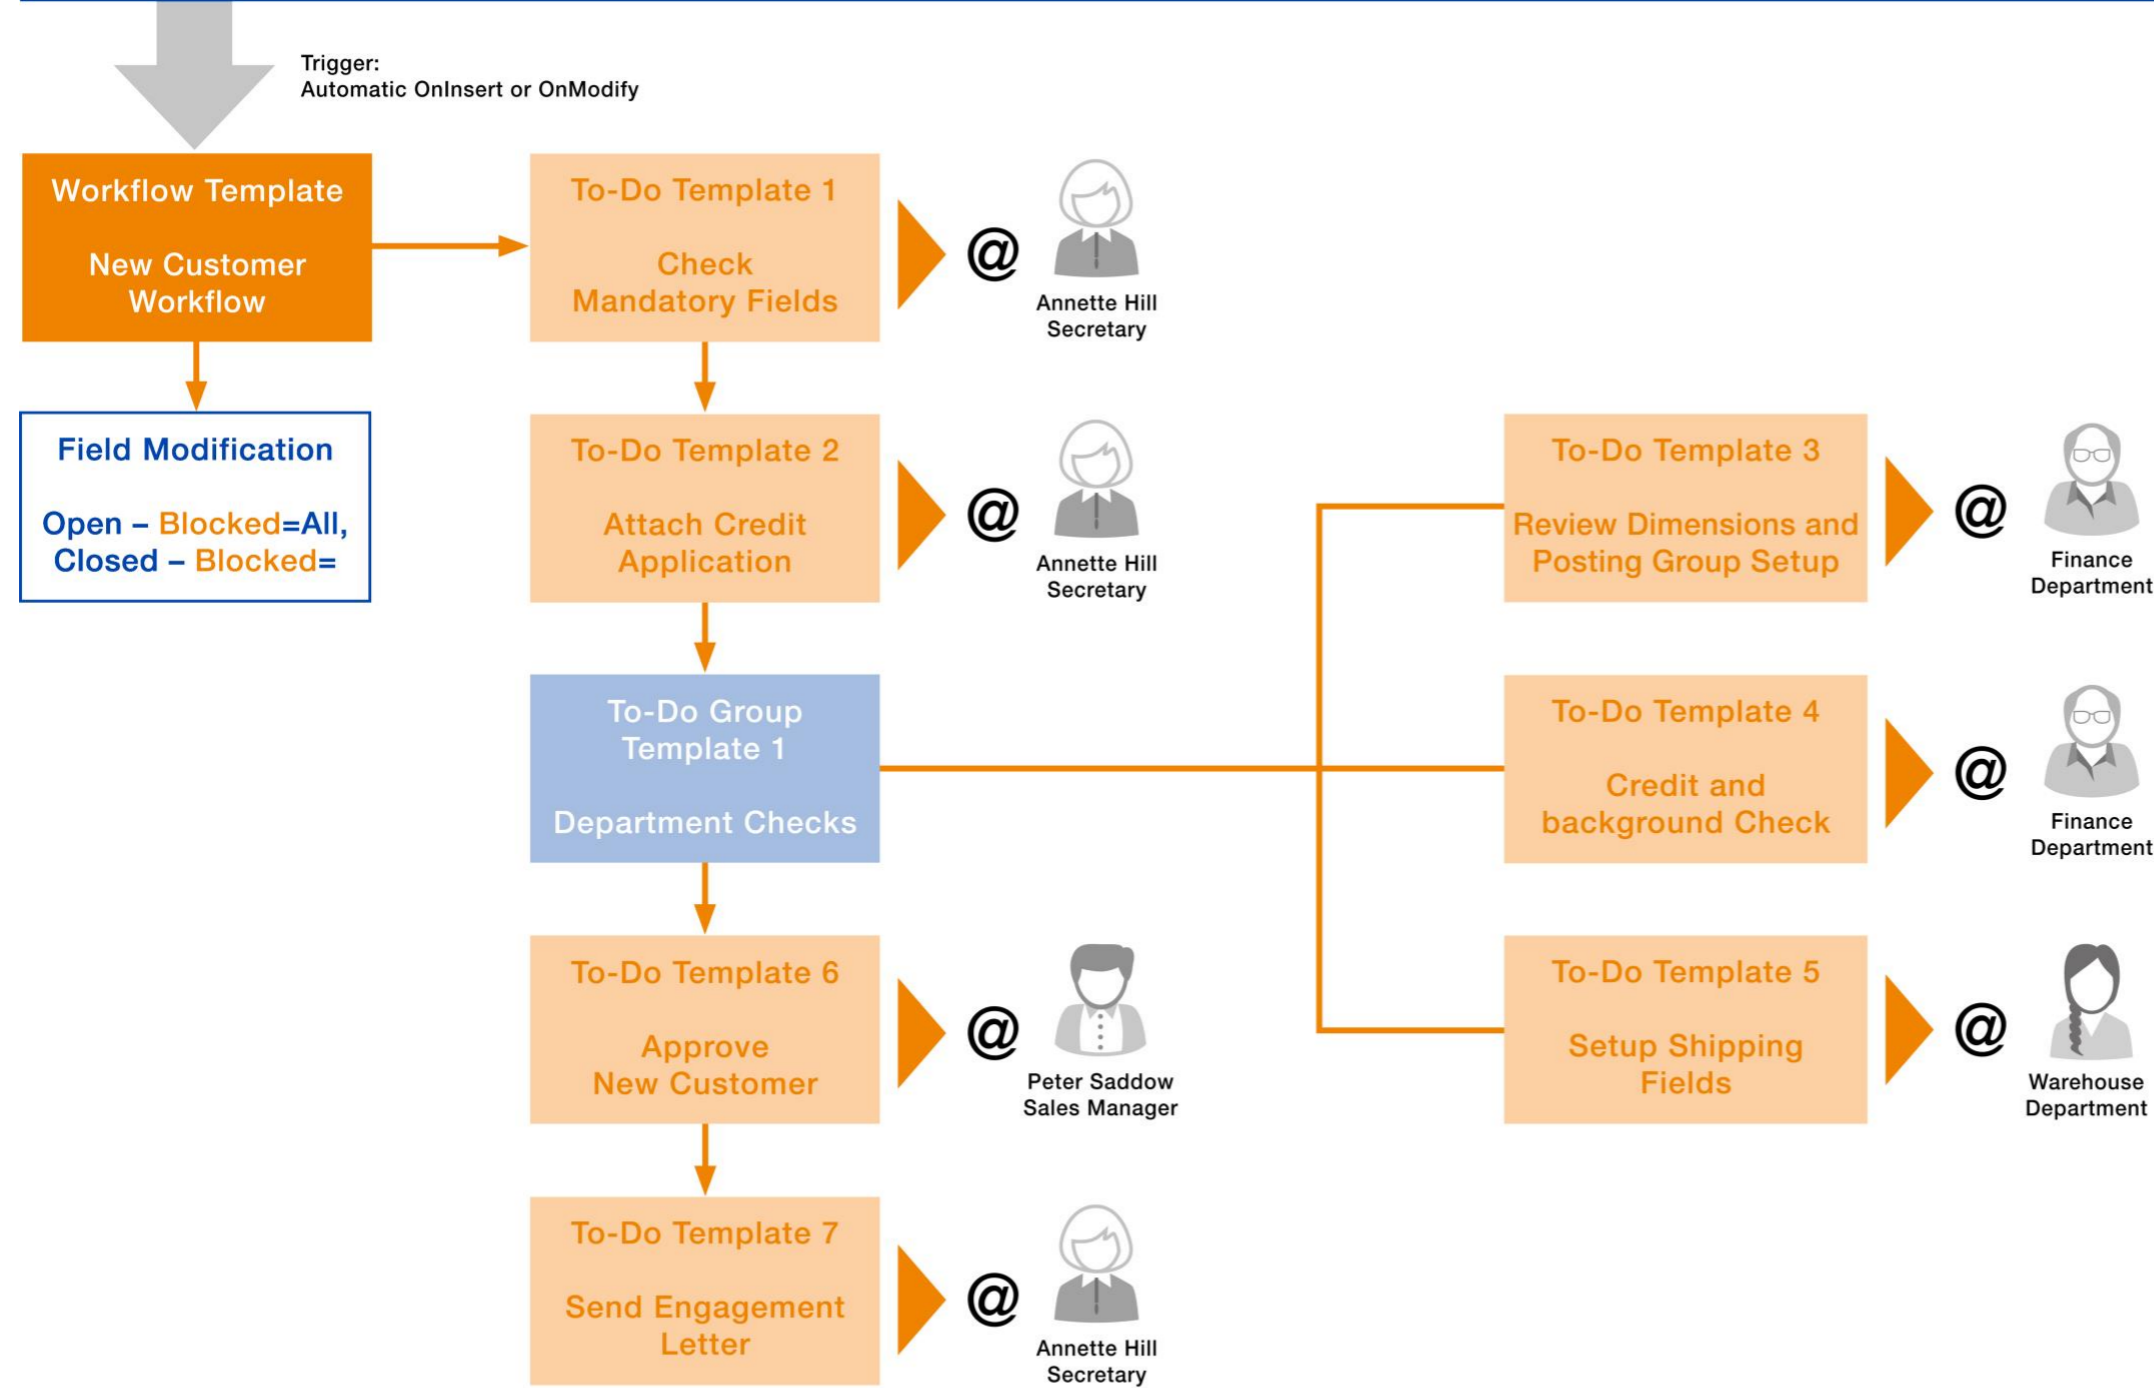 Trigger:
Automatic OnInsert or OnModify
Workflow Template
New Customer
Workflow
Field Modification
Open – Blocked=All,
Closed – Blocked=
To-Do Template 1
Check
Mandatory Fields
@
Annette Hill
Secretary
To-Do Template 2
Attach Credit
Application
@
Annette Hill
Secretary
To-Do Group
Template 1
Department Checks
To-Do Template 3
Review Dimensions and
Posting Group Setup
@
Finance
Department
To-Do Template 4
Credit and
background Check
@
Finance
Department
To-Do Template 5
Setup Shipping
Fields
@
Warehouse
Department
To-Do Template 6
Approve
New Customer
@
Peter Saddow
Sales Manager
To-Do Template 7
Send Engagement
Letter
@
Annette Hill
Secretary